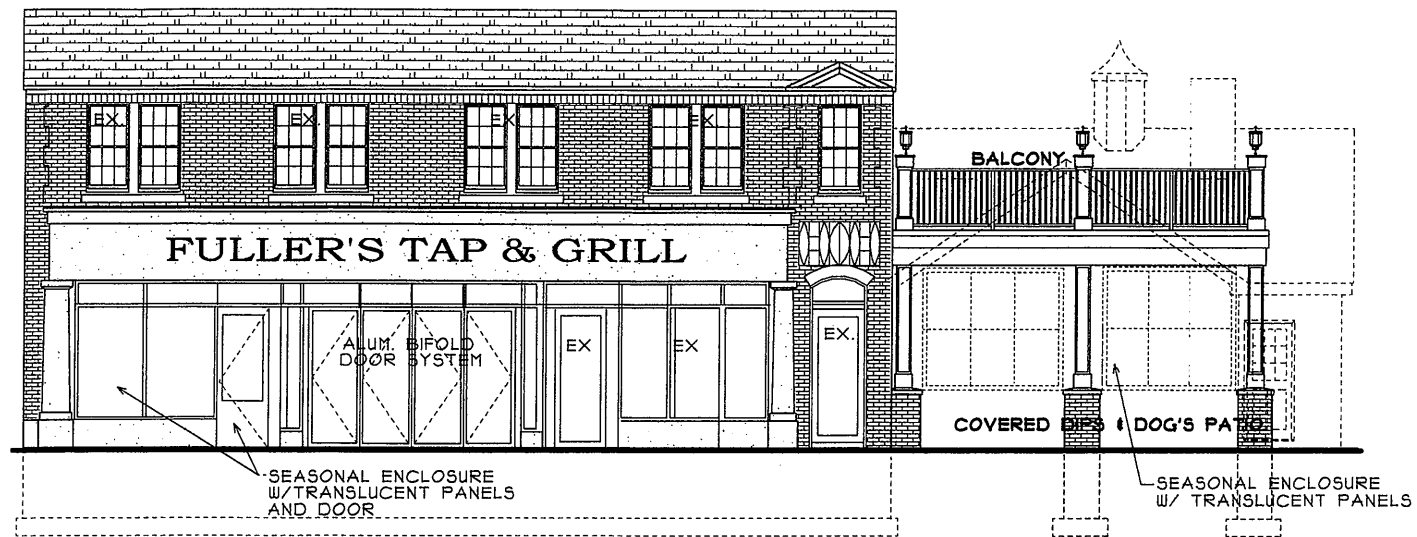 EX.
EX.
EX
EX.
BALCONY
FULLER'S TAP & GRILL
ALUM. BIFOLD
DOOR SYSTEM
EX
EX
EX.
COVERED DIPS & DOG'S PATIO
SEASONAL ENCLOSURE
W/TRANSLUCENT PANELS
AND DOOR
SEASONAL ENCLOSURE
W/ TRANSLUCENT PANELS